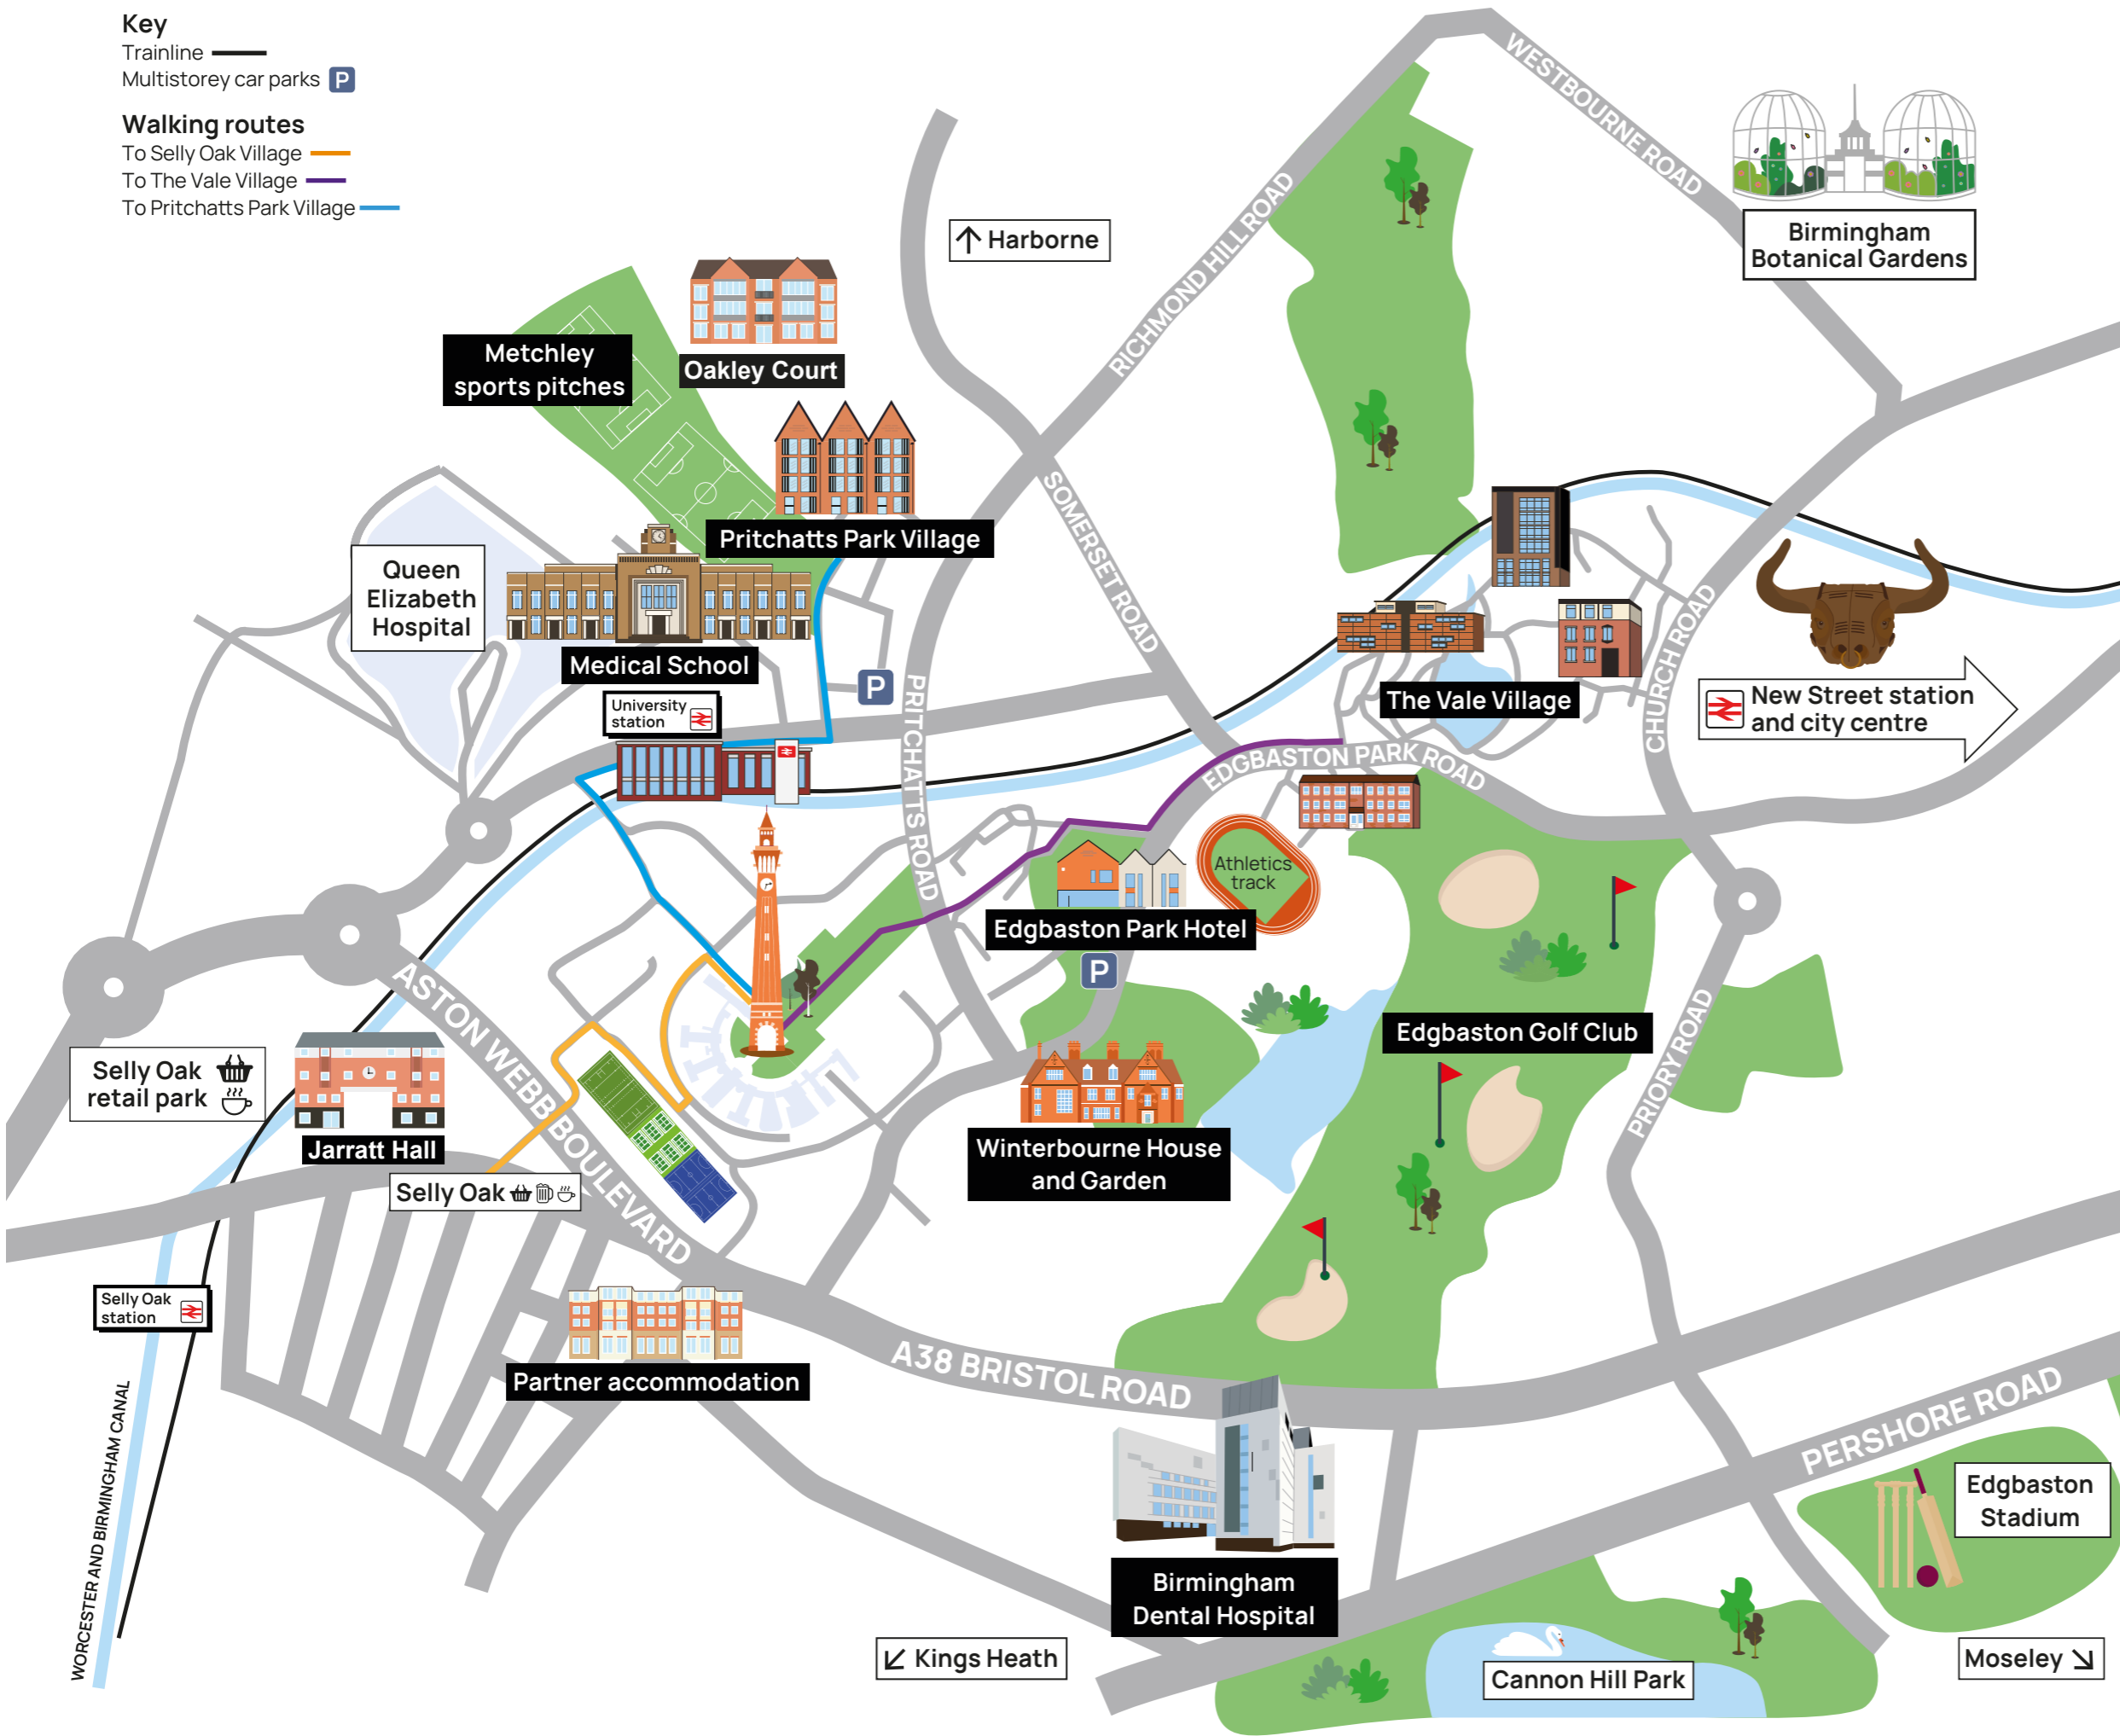 Key
Trainline
Multistorey car parks P
Walking routes
To Selly Oak Village
To The Vale Village
To Pritchatts Park Village
WESTBOURNE ROAD
Birmingham
Botanical Gardens
↑ Harborne
RICHMOND HILL ROAD
Metchley
sports pitches
Oakley Court
Pritchatts Park Village
SOMERSET ROAD
Queen
Elizabeth
Hospital
Medical School
University
station
P
PRITCHATTS ROAD
The Vale Village
CHURCH ROAD
New Street station
and city centre
EDGBASTON PARK ROAD
Athletics
track
Edgbaston Park Hotel
P
Edgbaston Golf Club
PRIORY ROAD
ASTON WEBB BOULEVARD
Selly Oak
retail park
Jarratt Hall
Selly Oak
Winterbourne House
and Garden
Selly Oak
station
Partner accommodation
A38 BRISTOL ROAD
PERSHORE ROAD
WORCESTER AND BIRMINGHAM CANAL
Edgbaston
Stadium
Birmingham
Dental Hospital
↙ Kings Heath
Cannon Hill Park
Moseley ↘